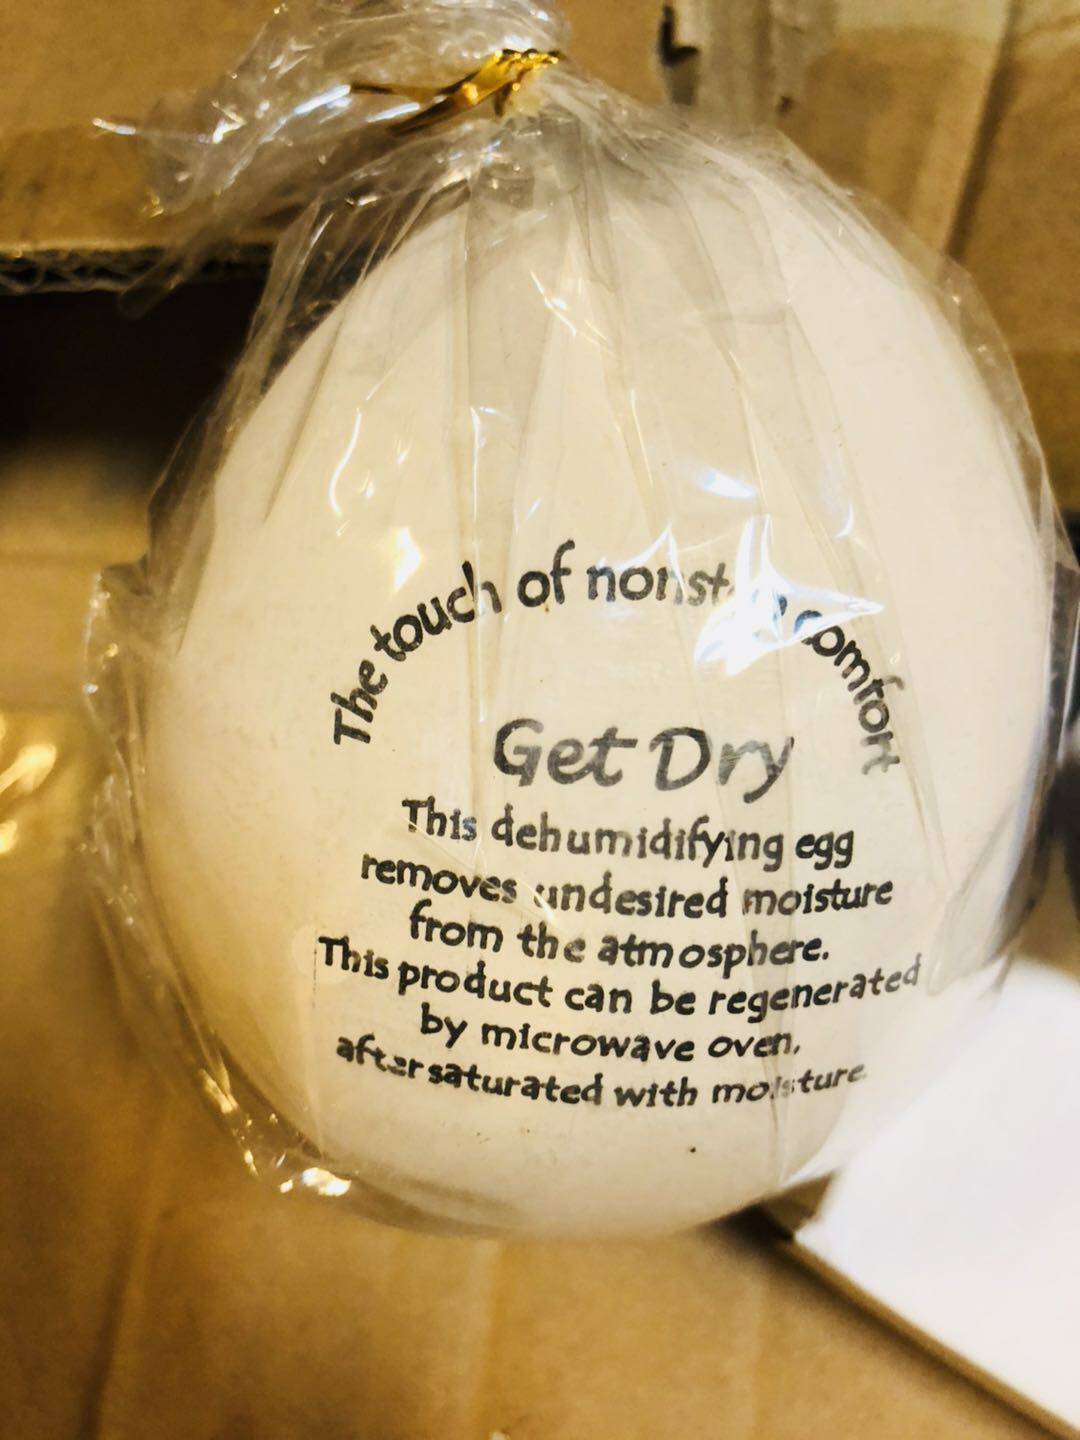 The touch of nonstop comfort
Get Dry
This dehumidifying egg
removes undesired moisture
from the atmosphere.
This product can be regenerated
by microwave oven,
after saturated with moisture.